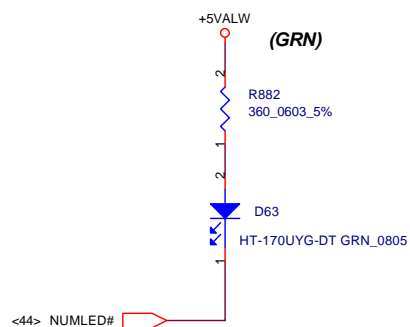 +5VALW
(GRN)
2
R882
360_0603_5%
1
2
D63
HT-170UYG-DT GRN_0805
1
<44> NUMLED#